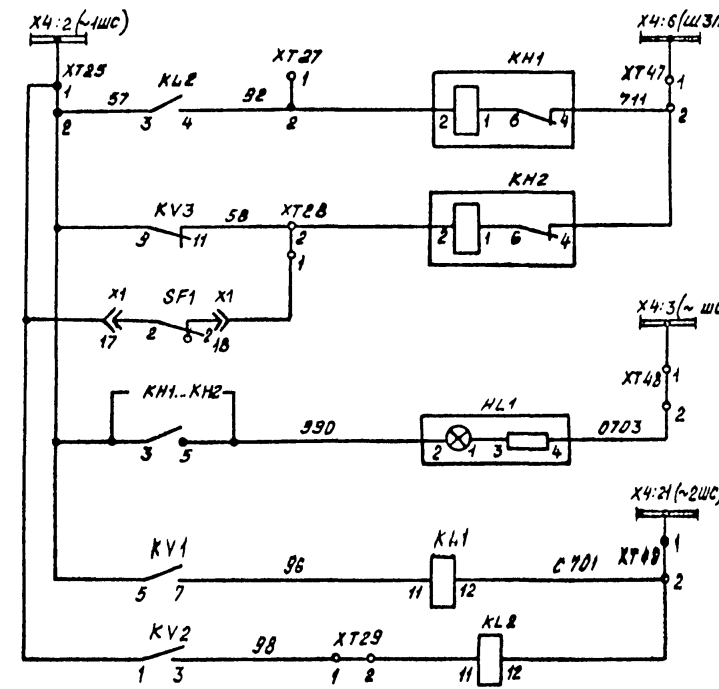 X4:2(~1ШС) X4:6(ШЗП
XT25 1 2 57 KL2 3 4 92 XT27 1 2 KH1 2 1 6 4 711 XT47 1 2
KV3 9 11 58 XT28 2 1 KH2 2 1 6 4
X1 17 SF1 2 2 X1 18
X4:3(~ШС
XT48 1 2
KH1...KH2 3 5 990 HL1 2 1 3 4 0703
X4:21(~2ШС)
KV1 5 7 96 KL1 11 12 С701 1 2
KV2 1 3 98 XT29 1 2 KL2 11 12